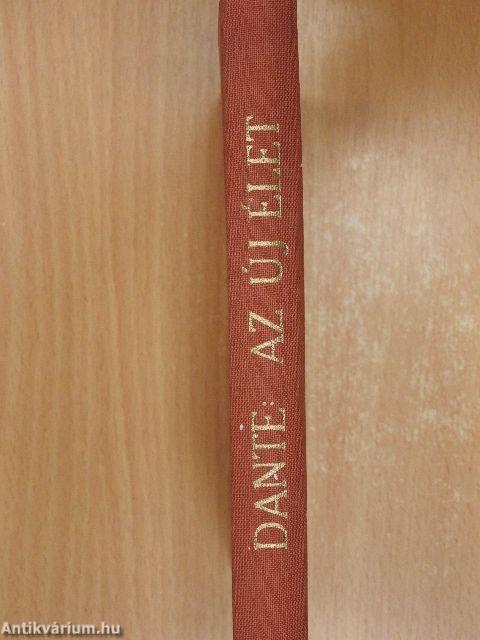 DANTE: AZ ÚJ ÉLET
Antikvárium.hu